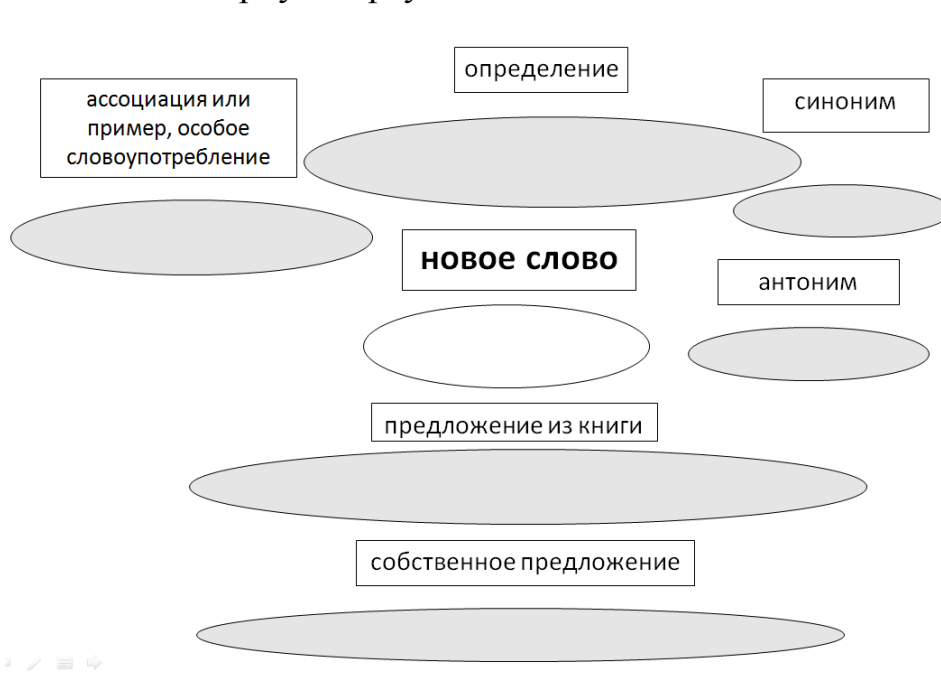 определение
ассоциация или
пример, особое
словоупотребление
синоним
новое слово
антоним
предложение из книги
собственное предложение